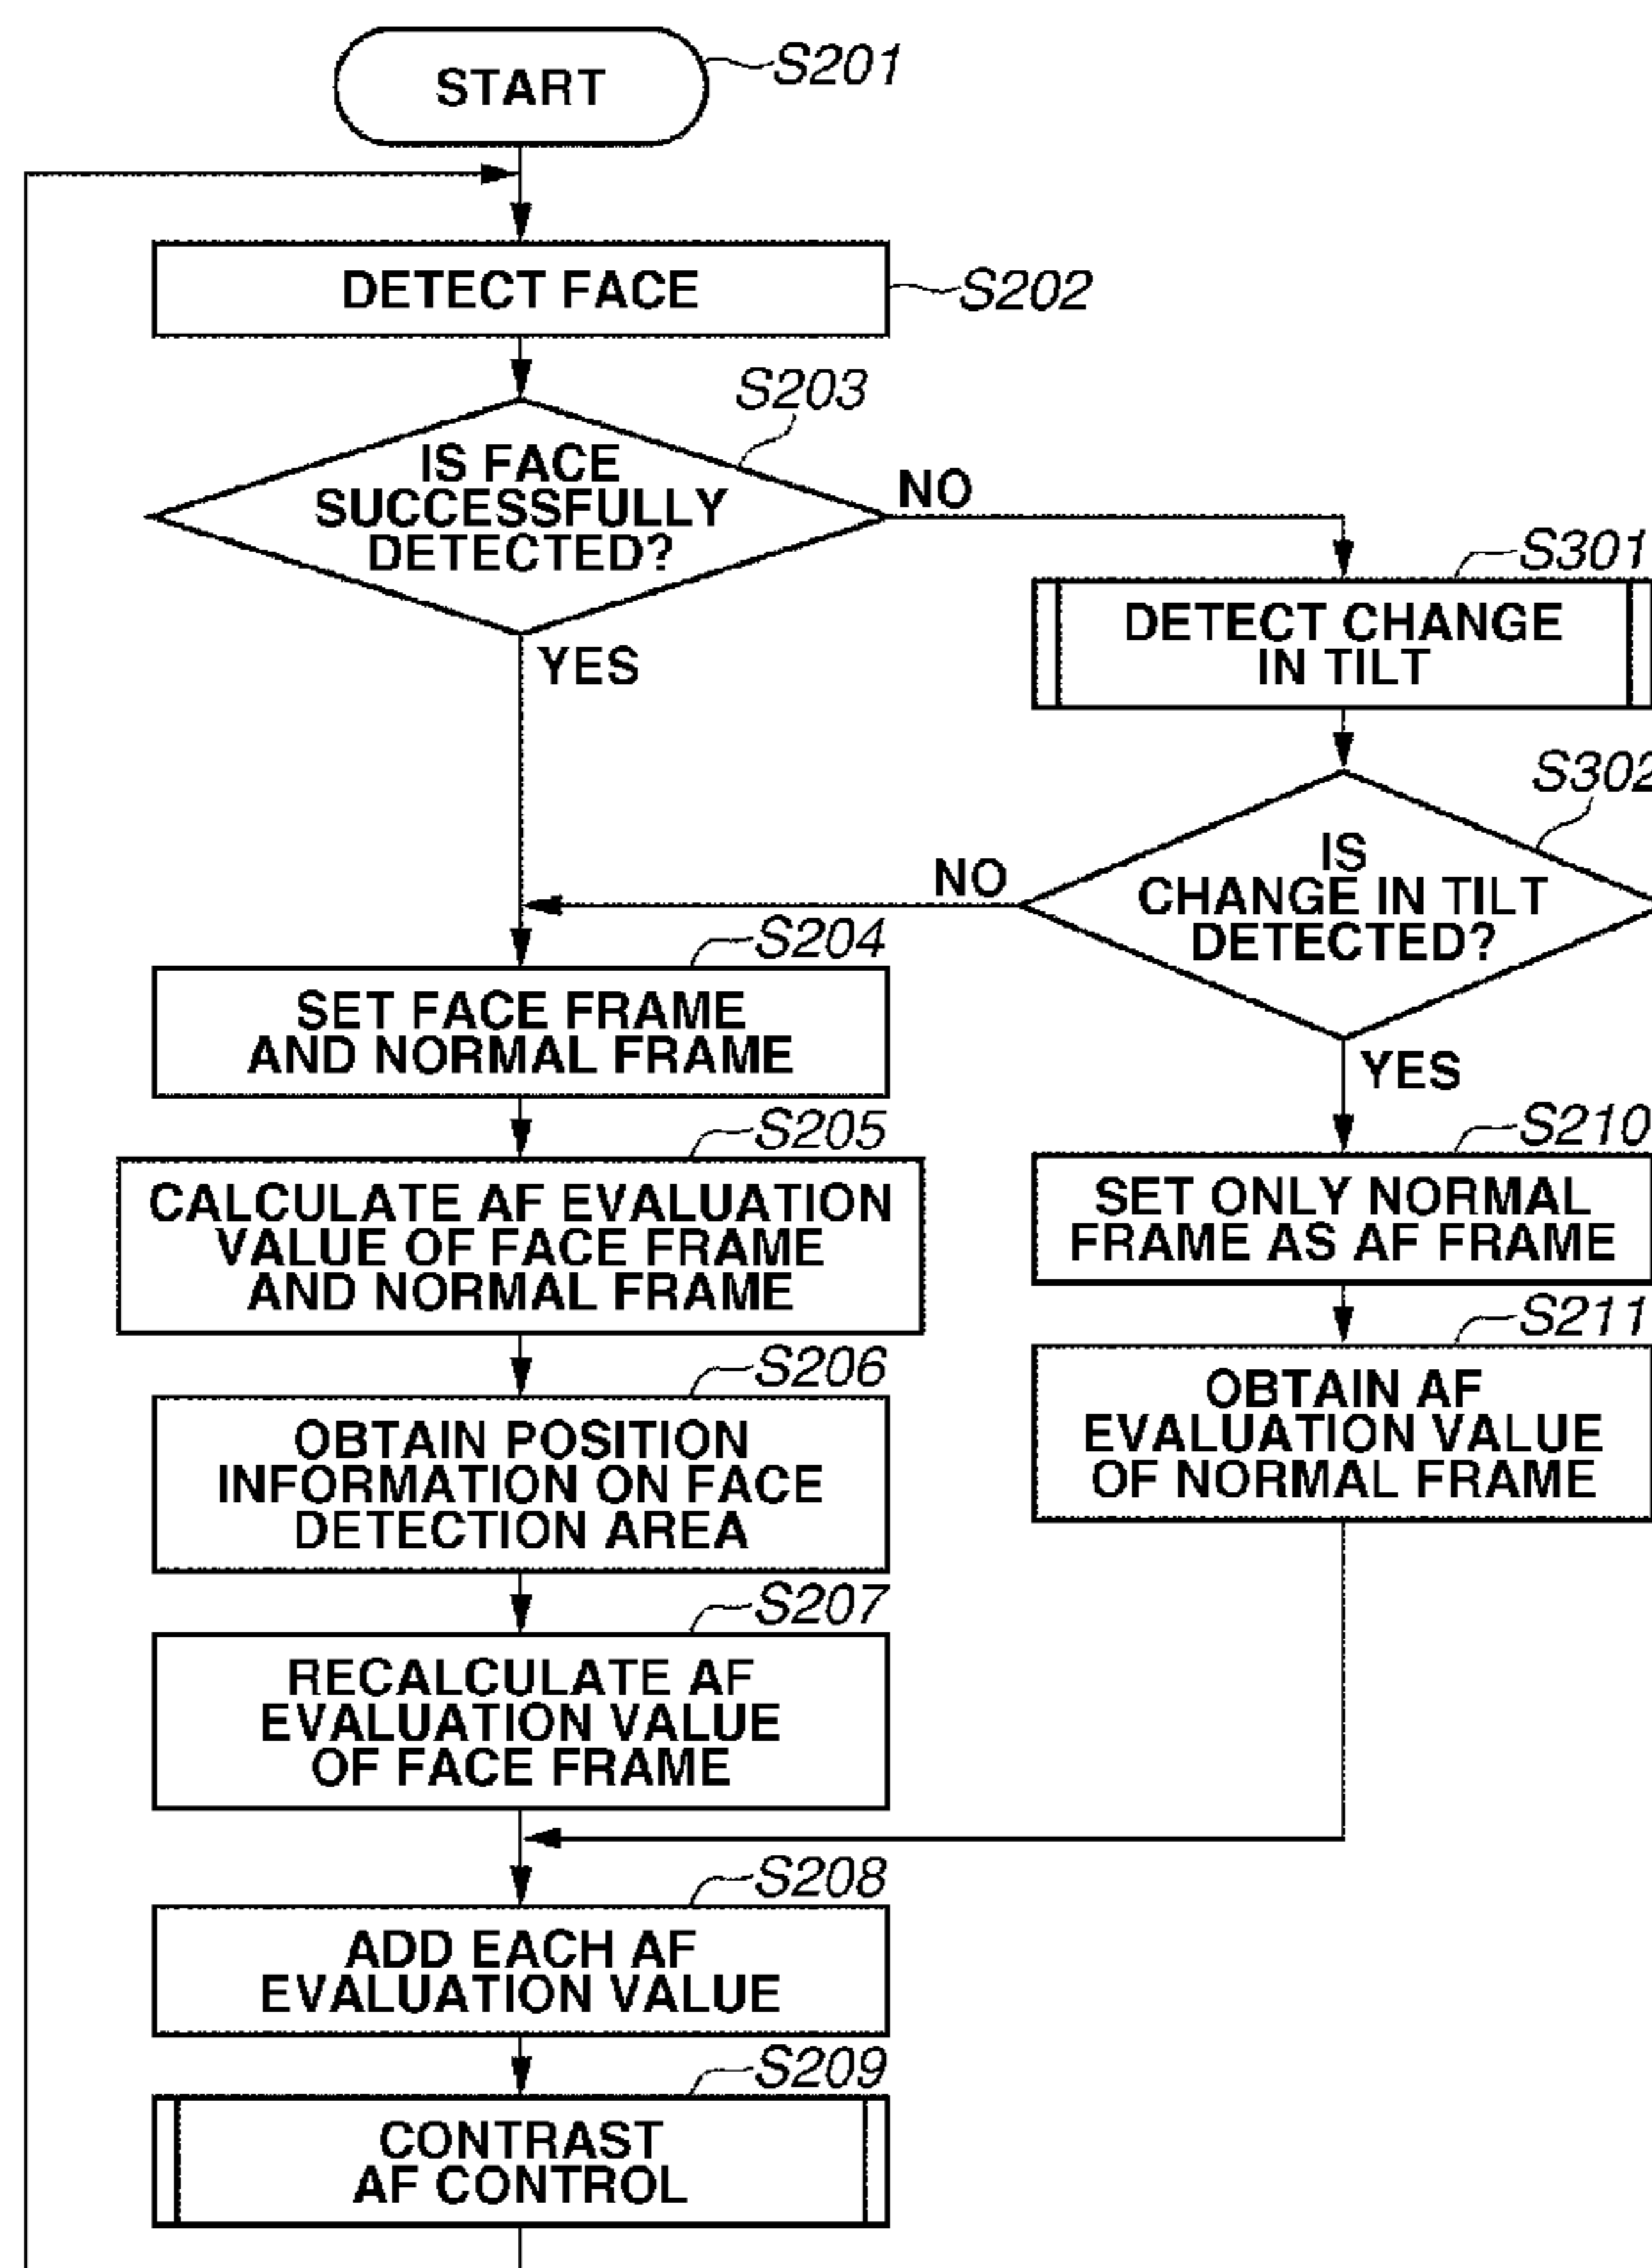 START
S201
DETECT FACE
S202
S203
IS FACE
SUCCESSFULLY
DETECTED?
NO
YES
S301
DETECT CHANGE
IN TILT
S302
IS
CHANGE IN TILT
DETECTED?
NO
YES
S204
SET FACE FRAME
AND NORMAL FRAME
S205
CALCULATE AF EVALUATION
VALUE OF FACE FRAME
AND NORMAL FRAME
S210
SET ONLY NORMAL
FRAME AS AF FRAME
S211
OBTAIN AF
EVALUATION VALUE
OF NORMAL FRAME
S206
OBTAIN POSITION
INFORMATION ON FACE
DETECTION AREA
S207
RECALCULATE AF
EVALUATION VALUE
OF FACE FRAME
S208
ADD EACH AF
EVALUATION VALUE
S209
CONTRAST
AF CONTROL